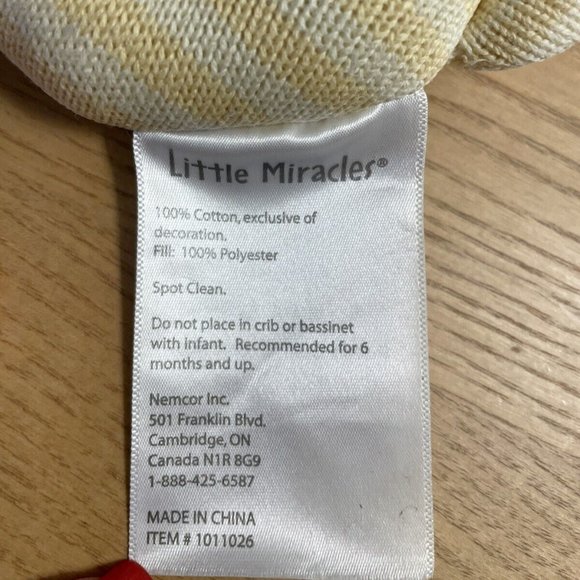 Little Miracles®
100% Cotton, exclusive of
decoration.
Fill: 100% Polyester
Spot Clean.
Do not place in crib or bassinet
with infant. Recommended for 6
months and up.
Nemcor Inc.
501 Franklin Blvd.
Cambridge, ON
Canada N1R 8G9
1-888-425-6587
MADE IN CHINA
ITEM # 1011026